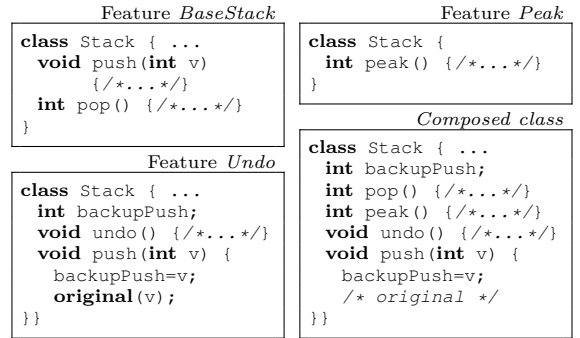 Feature BaseStack
class Stack { ...
void push(int v)
{/*...*/}
int pop() {/*...*/}
}
Feature Undo
class Stack { ...
int backupPush;
void undo() {/*...*/}
void push(int v) {
backupPush=v;
original(v);
}}
Feature Peak
class Stack {
int peak() {/*...*/}
}
Composed class
class Stack { ...
int backupPush;
int pop() {/*...*/}
int peak() {/*...*/}
void undo() {/*...*/}
void push(int v) {
backupPush=v;
/* original */
}}